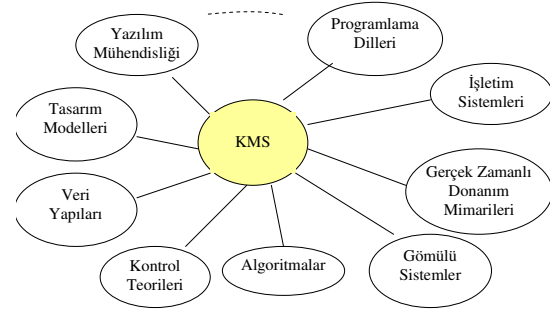 Yazılım
Mühendisliği
Programlama
Dilleri
İşletim
Sistemleri
Tasarım
Modelleri
KMS
Gerçek Zamanlı
Donanım
Mimarileri
Veri
Yapıları
Kontrol
Teorileri
Algoritmalar
Gömülü
Sistemler